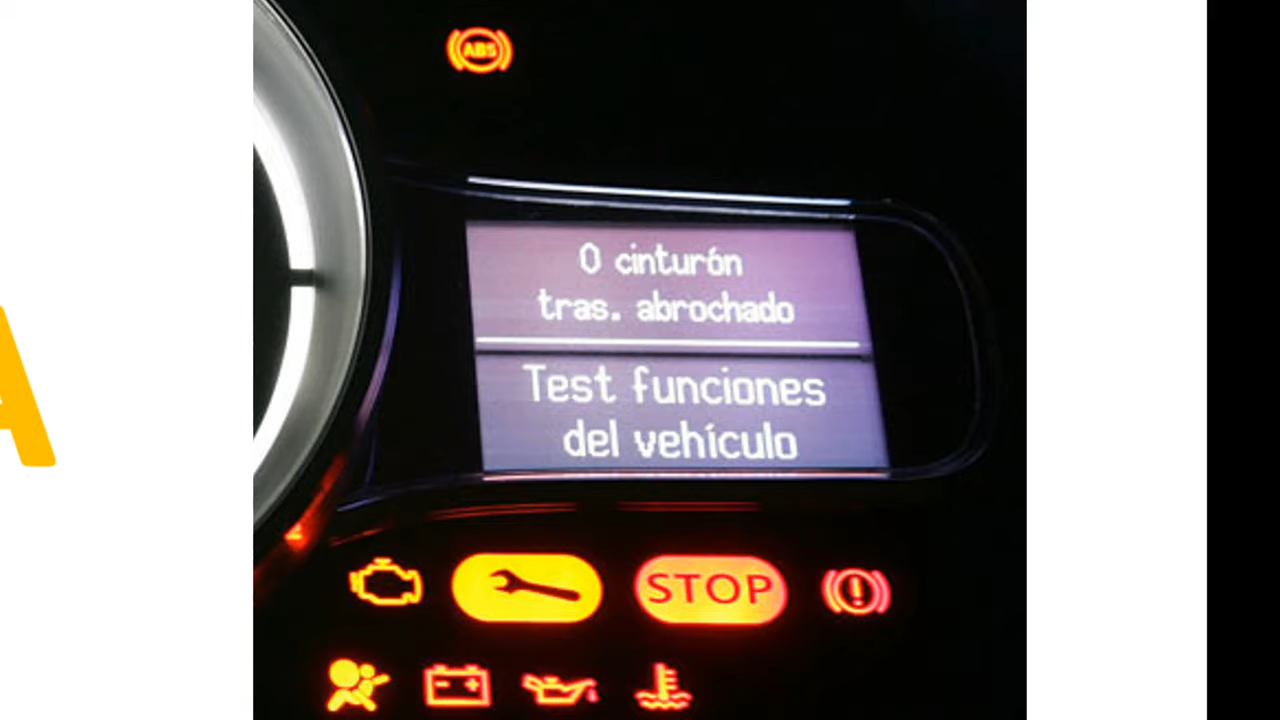 ABS
0 cinturón
tras. abrochado
Test funciones
del vehículo
STOP
A